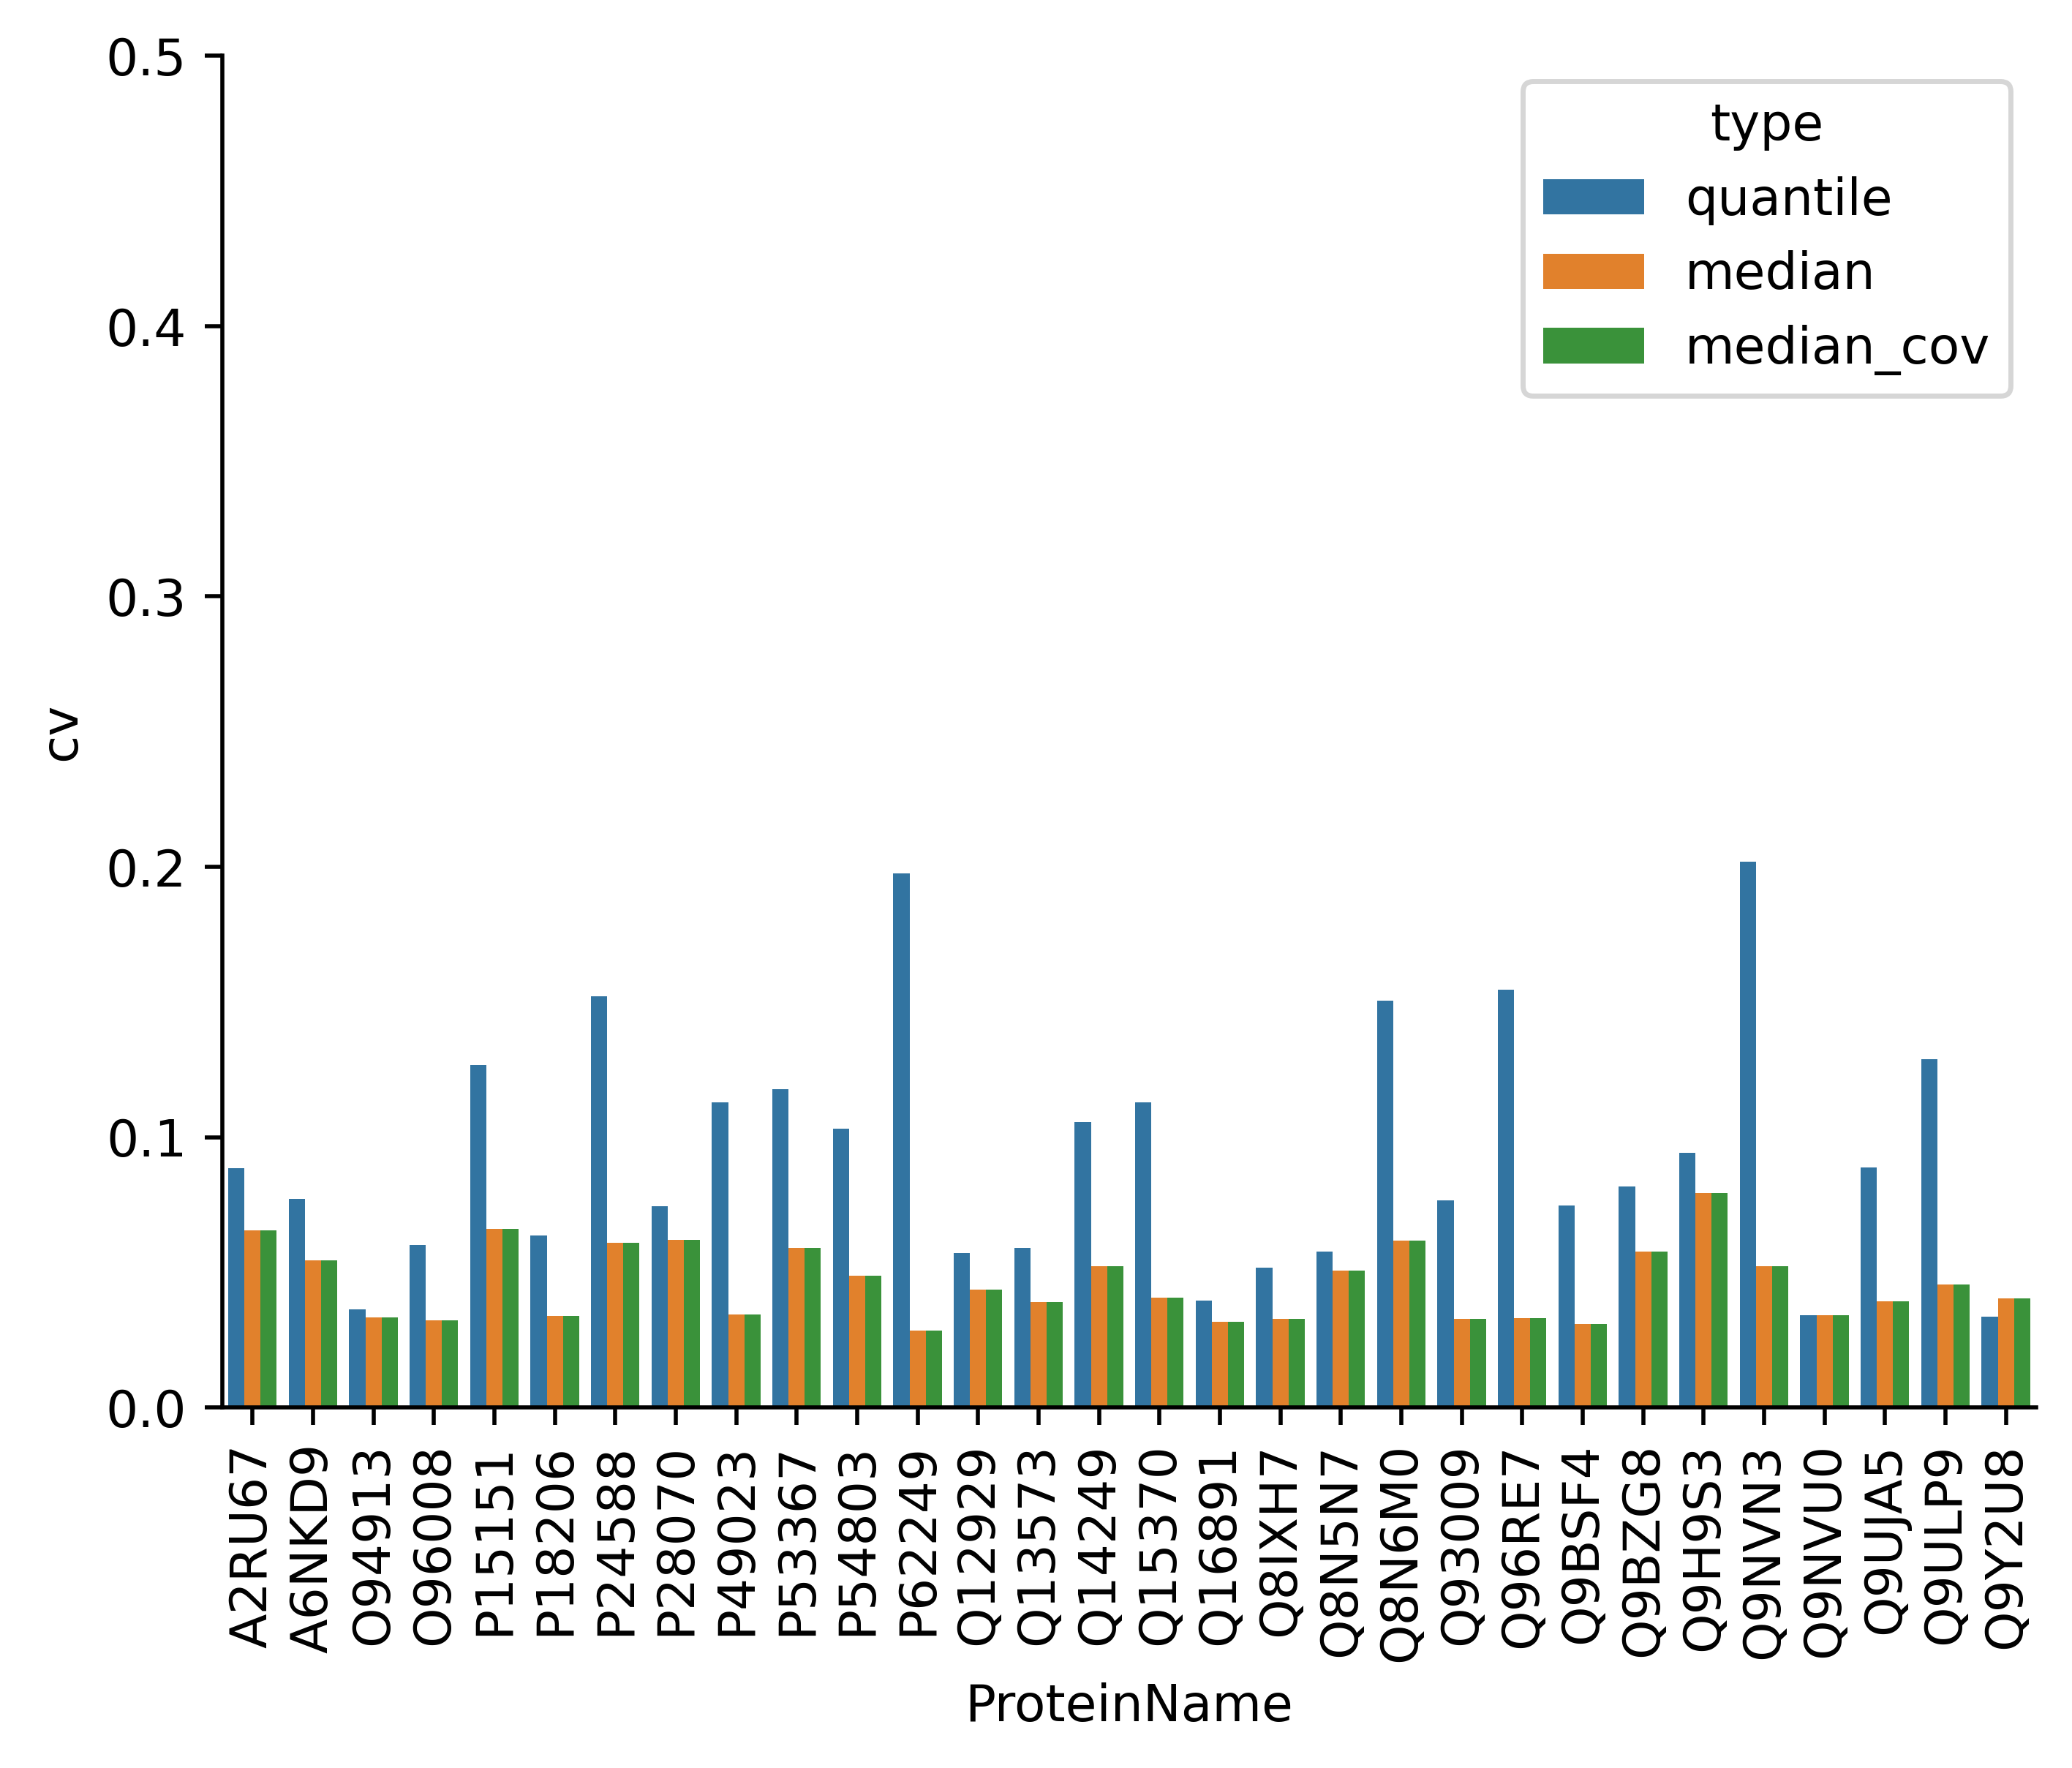 0.5
0.4
0.3
0.2
0.1
0.0
cv
type
quantile
median
median_cov
A2RU67
A6NKD9
O94913
O96008
P15151
P18206
P24588
P28070
P49023
P53367
P54803
P62249
Q12929
Q13573
Q14249
Q15370
Q16891
Q8IXH7
Q8N5N7
Q8N6M0
Q93009
Q96RE7
Q9BSF4
Q9BZG8
Q9H9S3
Q9NVN3
Q9NVU0
Q9UJA5
Q9ULP9
Q9Y2U8
ProteinName